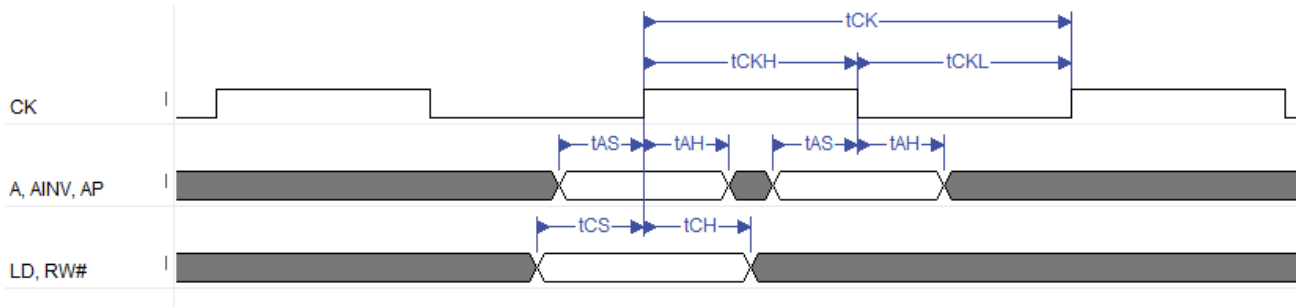 tCK
tCKH tCKL
CK
tAS tAH tAS tAH
A, AINV, AP
tCS tCH
LD, RW#